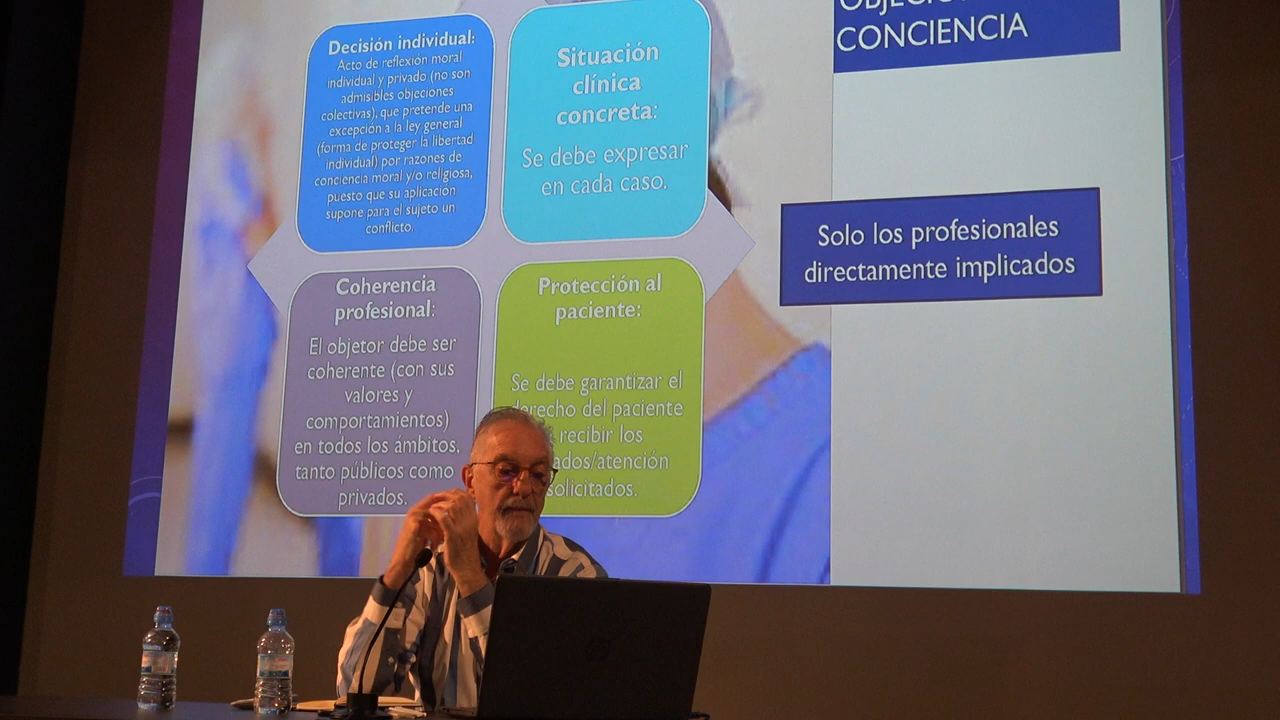 Decisión individual:
Acto de reflexión moral
individual y privado (no son
admisibles objeciones
colectivas), que pretende una
excepción a la ley general
(forma de proteger la libertad
individual) por razones de
conciencia moral y/o religiosa,
puesto que su aplicación
supone para el sujeto un
conflicto.
Situación
clínica
concreta:
Se debe expresar
en cada caso.
Coherencia
profesional:
El objetor debe ser
coherente (con sus
valores y
comportamientos)
en todos los ámbitos,
tanto públicos como
privados.
Protección al
paciente:
Se debe garantizar el
derecho del paciente
recibir los
solicitados.
CONCIENCIA
Solo los profesionales
directamente implicados